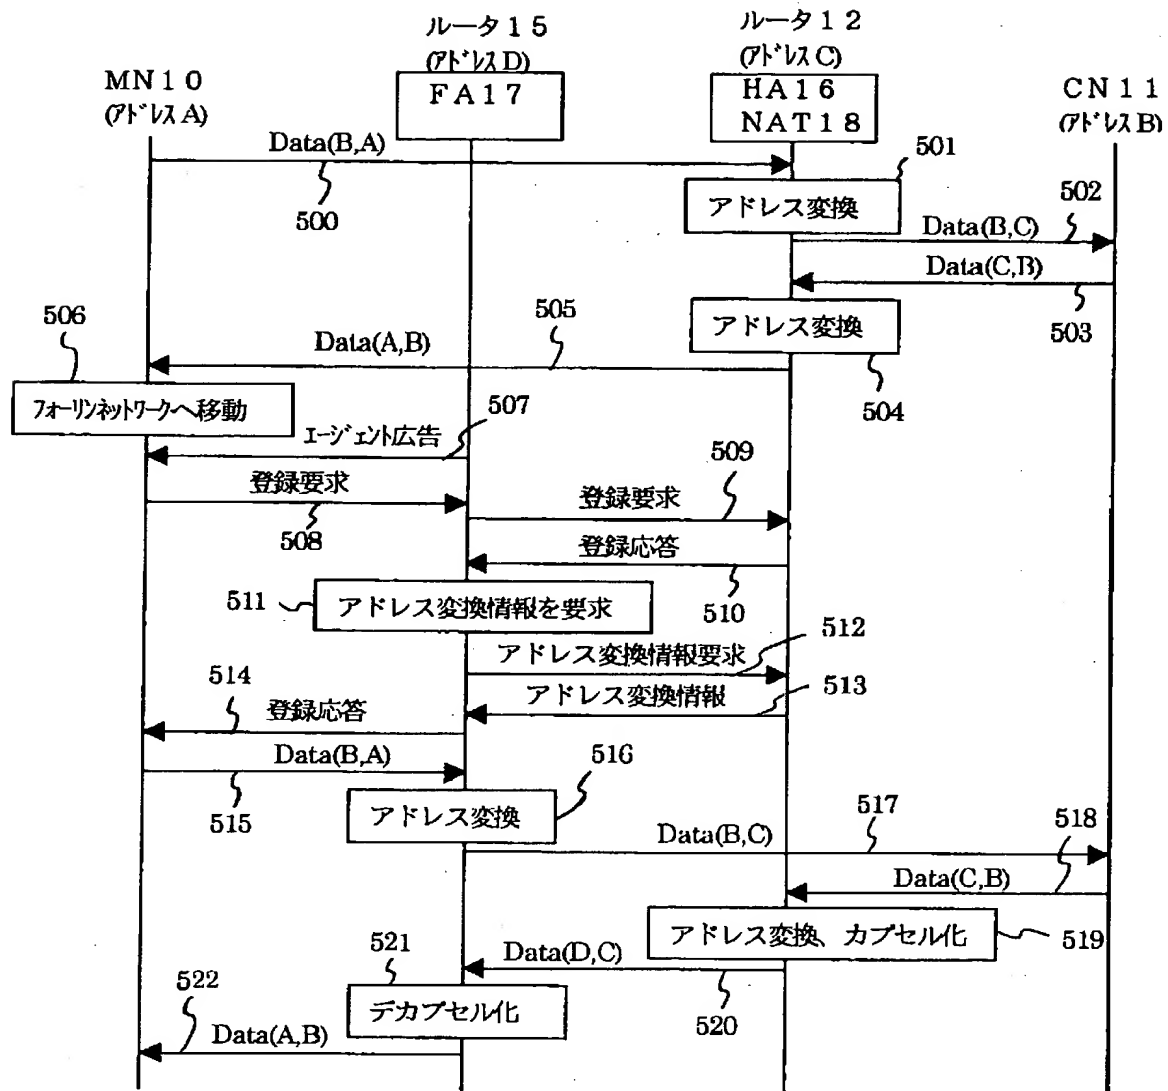 ルータ15
(アドレスD)
FA17
ルータ12
(アドレスC)
HA16
NAT18
MN10
(アドレスA)
CN11
(アドレスB)
Data(B,A)
500
501
アドレス変換
502
Data(B,C)
Data(C,B)
503
アドレス変換
504
505
Data(A,B)
506
フォーリンネットワークへ移動
507
エージェント広告
登録要求
508
509
登録要求
登録応答
510
511
アドレス変換情報を要求
512
アドレス変換情報要求
アドレス変換情報
513
514
登録応答
Data(B,A)
515
516
アドレス変換
517
Data(B,C)
518
Data(C,B)
アドレス変換、カプセル化
519
Data(D,C)
520
521
デカプセル化
522
Data(A,B)